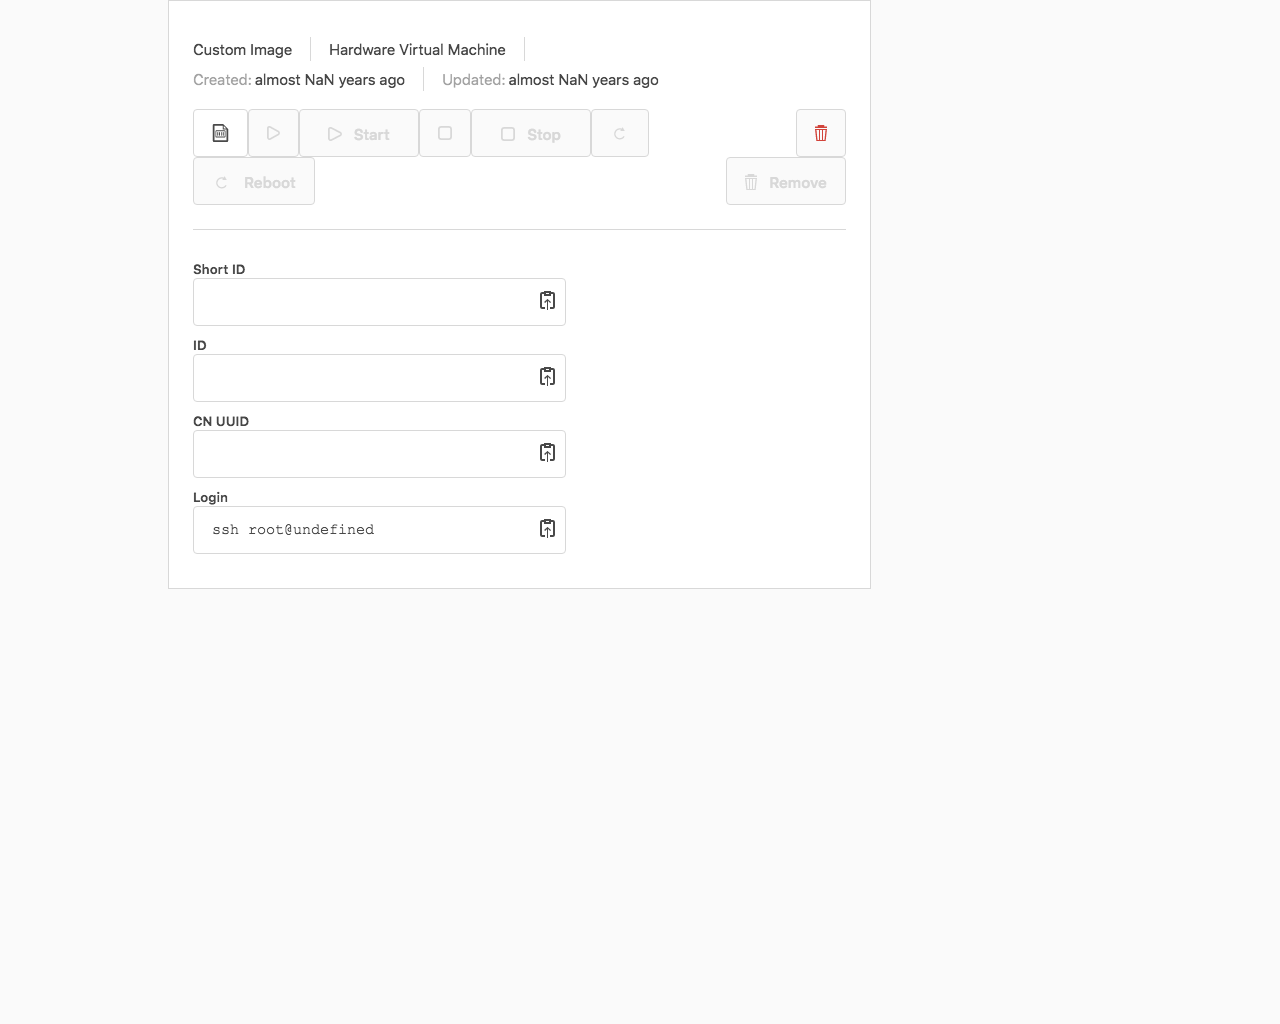 Custom Image Hardware Virtual Machine
Created: almost NaN years ago Updated: almost NaN years ago
Start Stop
Reboot Remove
Short ID
ID
CN UUID
Login
ssh root@undefined